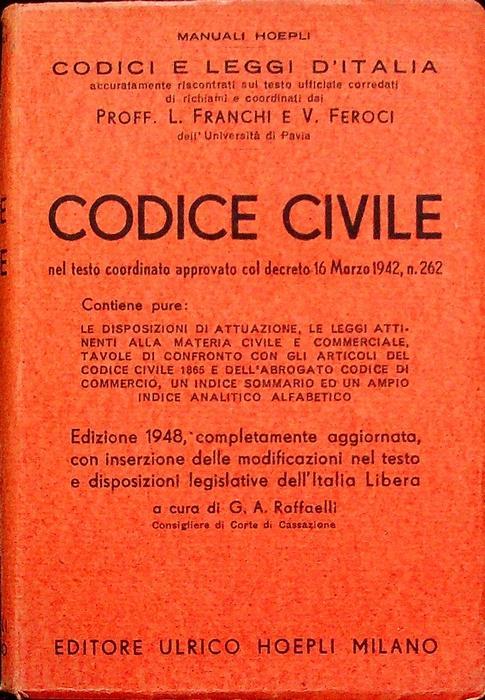 MANUALI HOEPLI
CODICI E LEGGI D'ITALIA
accuratamente riscontrati sul testo ufficiale corredati
di richiami e coordinati dai
PROFF. L. FRANCHI E V. FEROCI
dell'Università di Pavia
CODICE CIVILE
nel testo coordinato approvato col decreto 16 Marzo 1942, n. 262
Contiene pure:
LE DISPOSIZIONI DI ATTUAZIONE, LE LEGGI ATTI-
NENTI ALLA MATERIA CIVILE E COMMERCIALE,
TAVOLE DI CONFRONTO CON GLI ARTICOLI DEL
CODICE CIVILE 1865 E DELL'ABROGATO CODICE DI
COMMERCIO, UN INDICE SOMMARIO ED UN AMPIO
INDICE ANALITICO ALFABETICO
Edizione 1948, completamente aggiornata,
con inserzione delle modificazioni nel testo
e disposizioni legislative dell'Italia Libera
a cura di G. A. Raffaelli
Consigliere di Corte di Cassazione
EDITORE ULRICO HOEPLI MILANO